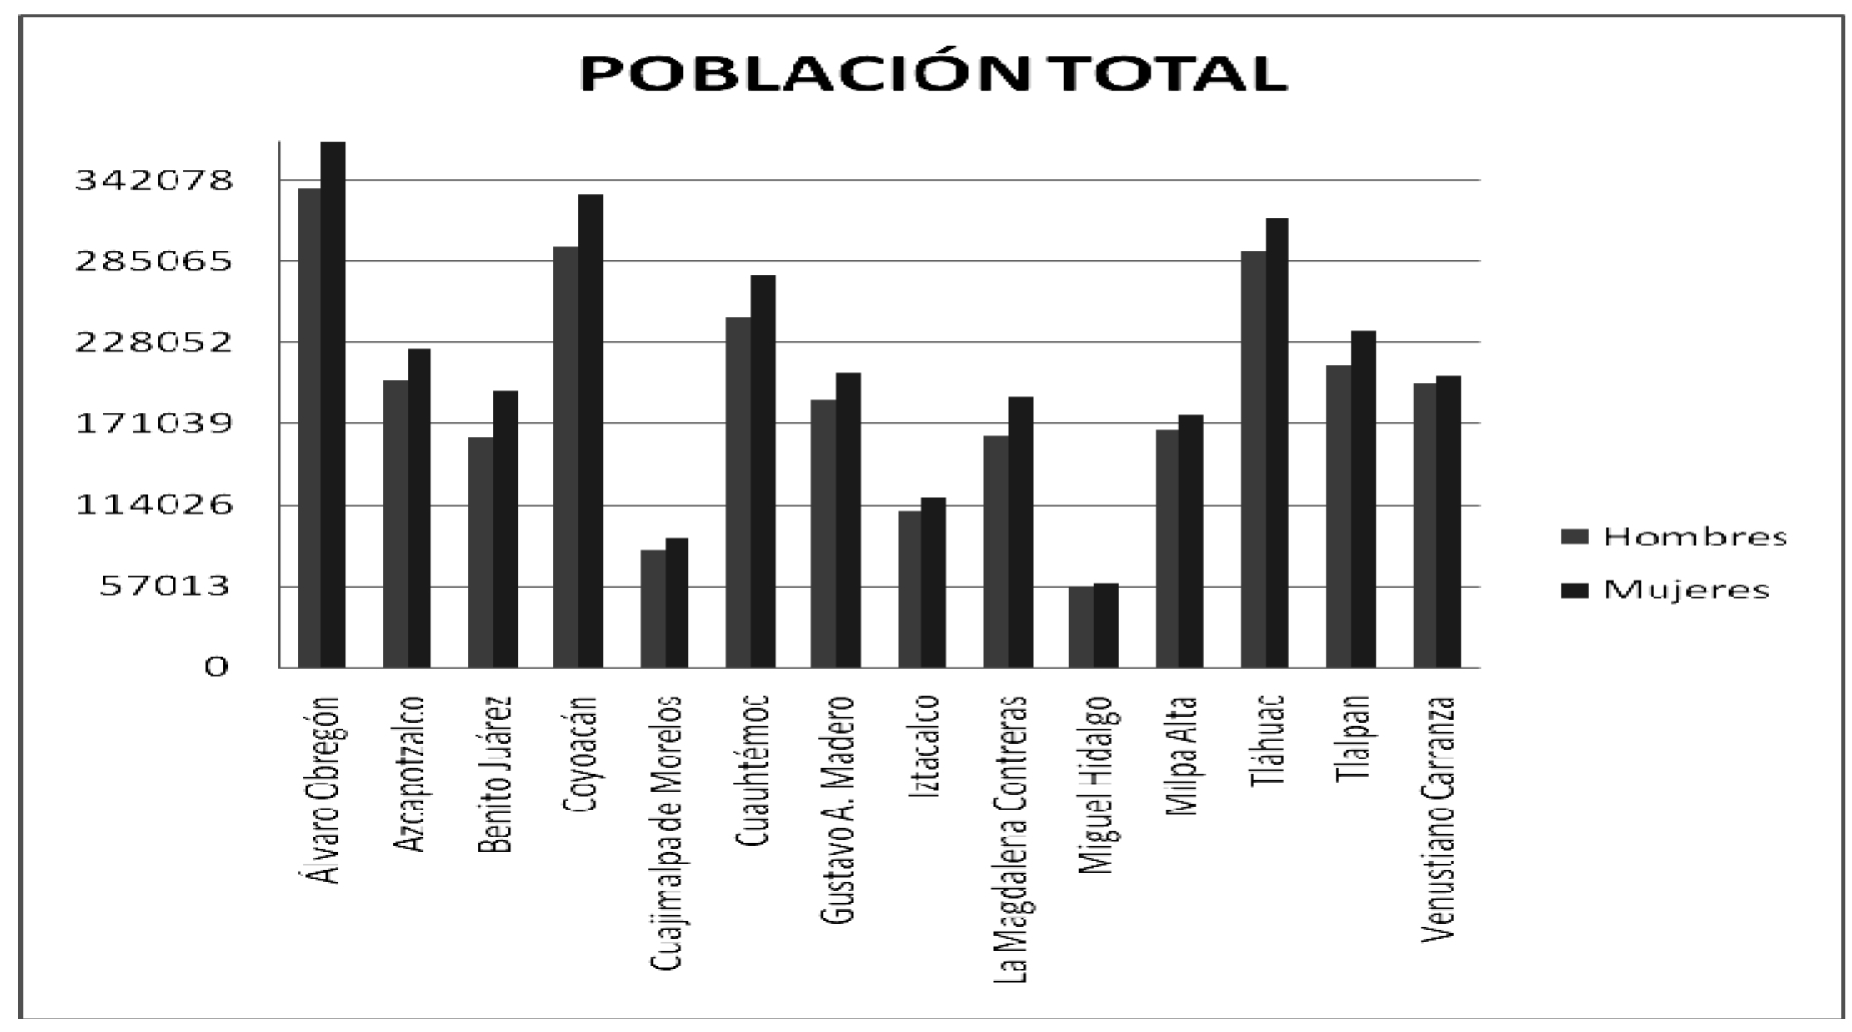 POBLACIÓN TOTAL
342078
285065
228052
171039
114026
57013
0
Hombres
Mujeres
Álvaro Obregón
Azcapotzalco
Benito Juárez
Coyoacán
Cuajimalpa de Morelos
Cuauhtémoc
Gustavo A. Madero
Iztacalco
La Magdalena Contreras
Miguel Hidalgo
Milpa Alta
Tláhuac
Tlalpan
Venustiano Carranza